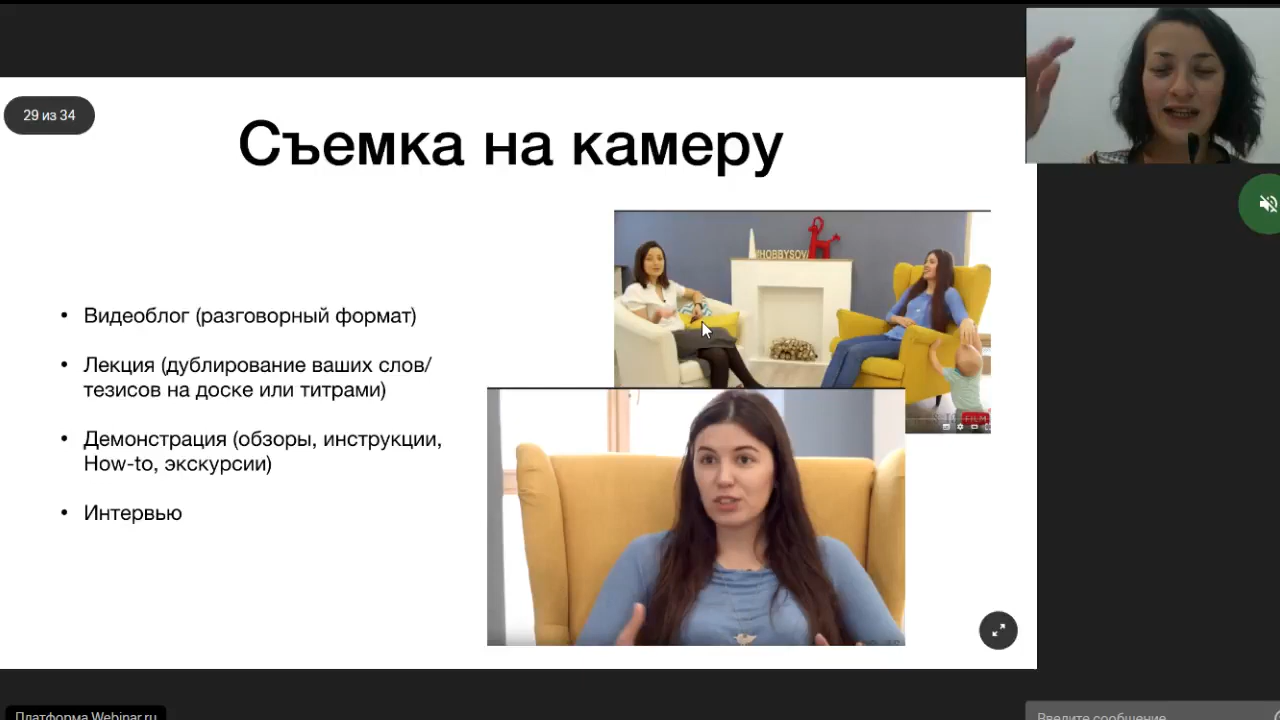 29 из 34
Съемка на камеру
• Видеоблог (разговорный формат)
• Лекция (дублирование ваших слов/
тезисов на доске или титрами)
• Демонстрация (обзоры, инструкции,
How-to, экскурсии)
• Интервью
#HOBBYSOV
FILM
Платформа Webinar.ru
Введите сообщение